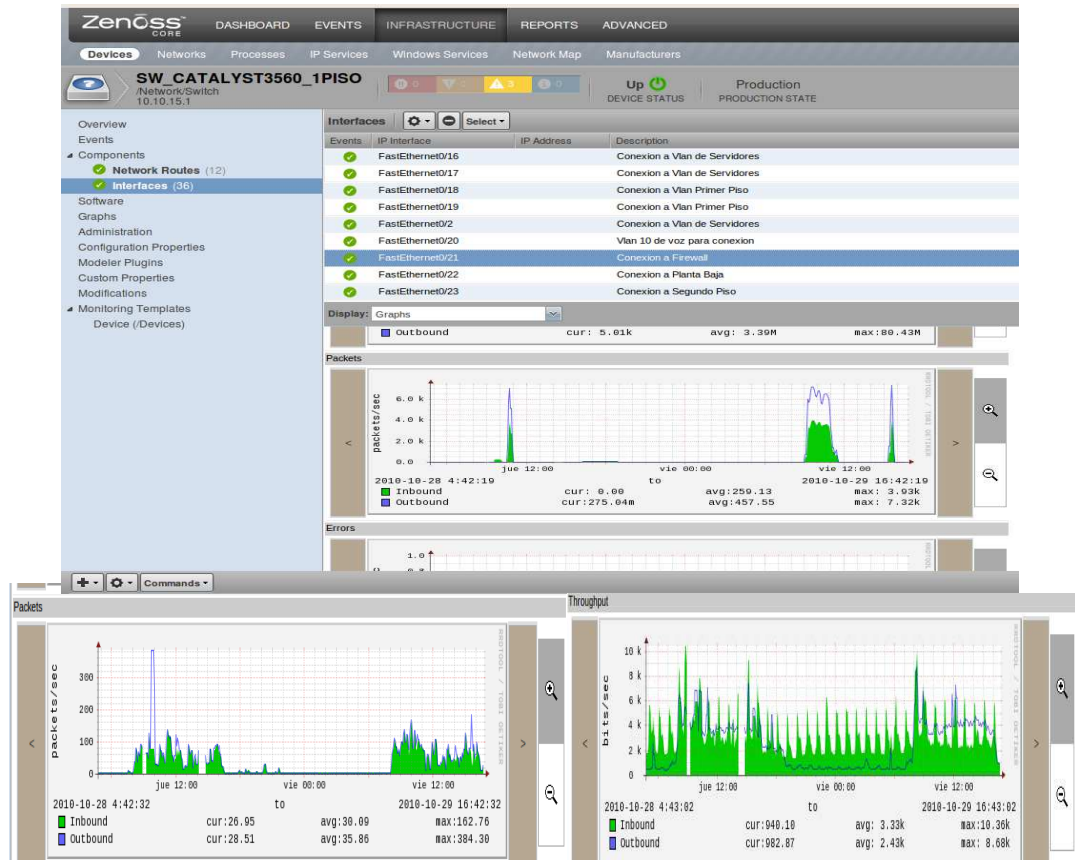 Zenoss CORE DASHBOARD EVENTS INFRASTRUCTURE REPORTS ADVANCED
Devices Networks Processes IP Services Windows Services Network Map Manufacturers
SW_CATALYST3560_1PISO
/Network/Switch
10.10.15.1
0 3 0
Up
DEVICE STATUS
Production
PRODUCTION STATE
Overview
Events
Components
Network Routes (12)
Interfaces (36)
Software
Graphs
Administration
Configuration Properties
Modeler Plugins
Custom Properties
Modifications
Monitoring Templates
Device (/Devices)
Interfaces Select
Events IP Interface IP Address Description
FastEthernet0/16 Conexion a Vlan de Servidores
FastEthernet0/17 Conexion a Vlan de Servidores
FastEthernet0/18 Conexion a Vlan Primer Piso
FastEthernet0/19 Conexion a Vlan Primer Piso
FastEthernet0/2 Conexion a Vlan de Servidores
FastEthernet0/20 Vlan 10 de voz para conexion
FastEthernet0/21 Conexion a Firewall
FastEthernet0/22 Conexion a Planta Baja
FastEthernet0/23 Conexion a Segundo Piso
Display: Graphs
Outbound cur: 5.01k avg: 3.39M max:80.43M
Packets
packets/sec
6.0 k
4.0 k
2.0 k
0.0
jue 12:00 vie 00:00 vie 12:00
2010-10-28 4:42:19 to 2010-10-29 16:42:19
Inbound cur: 0.00 avg:259.13 max: 3.93k
Outbound cur:275.04m avg:457.55 max: 7.32k
RRDTOOL / TOBI OETIKER
< >
Errors
1.0
Commands
Packets
packets/sec
300
200
100
0
jue 12:00 vie 00:00 vie 12:00
2010-10-28 4:42:32 to 2010-10-29 16:42:32
Inbound cur:26.95 avg:30.09 max:162.76
Outbound cur:28.51 avg:35.86 max:384.30
RRDTOOL / TOBI OETIKER
< >
Throughput
bits/sec
10 k
8 k
6 k
4 k
2 k
0
jue 12:00 vie 00:00 vie 12:00
2010-10-28 4:43:02 to 2010-10-29 16:43:02
Inbound cur:940.10 avg: 3.33k max:10.36k
Outbound cur:982.87 avg: 2.43k max: 8.68k
RRDTOOL / TOBI OETIKER
< >